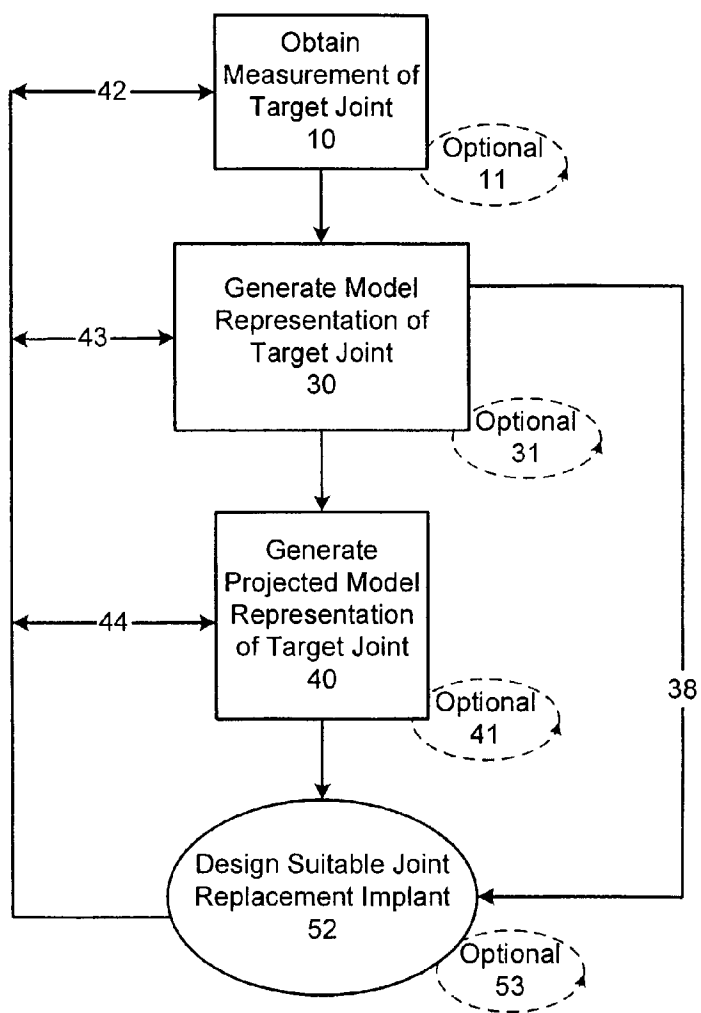 Obtain
Measurement of
Target Joint
10
42
Optional
11
Generate Model
Representation of
Target Joint
30
43
Optional
31
Generate
Projected Model
Representation
of Target Joint
40
44
Optional
41
38
Design Suitable Joint
Replacement Implant
52
Optional
53